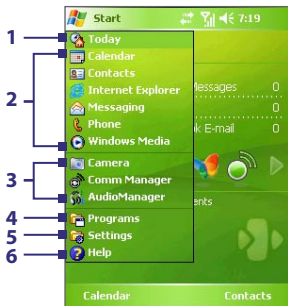 Start 7:19
1 Today
Calendar
Contacts
Internet Explorer
2 Messaging
Phone
Windows Media
Camera
3 Comm Manager
AudioManager
4 Programs
5 Settings
6 Help
Messages 0
0
k E-mail 0
ents
Calendar Contacts